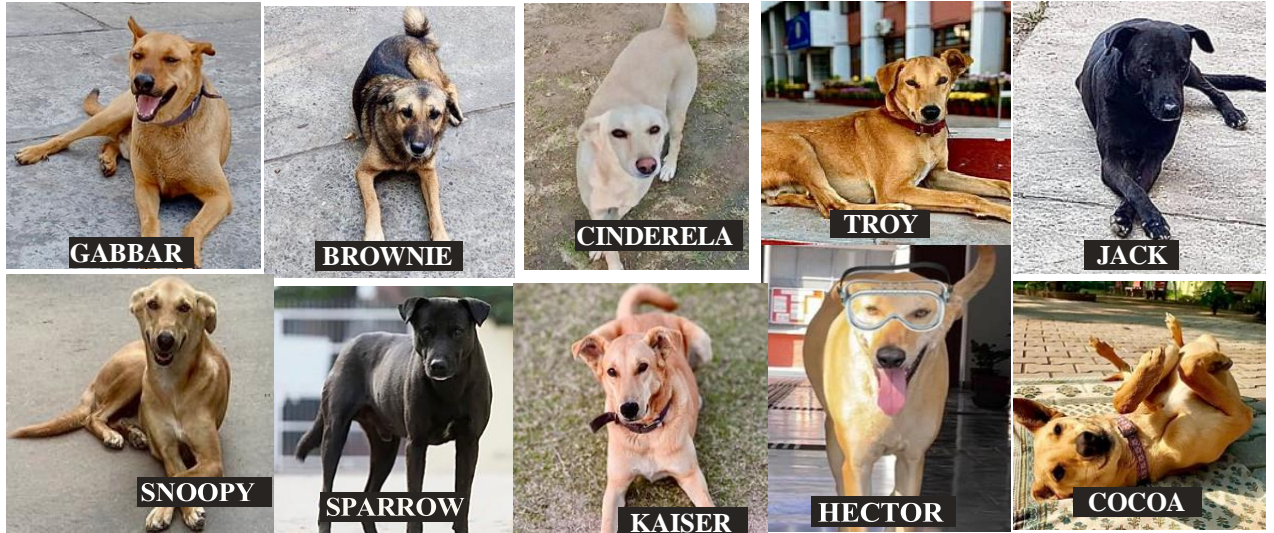 GABBAR
BROWNIE
CINDERELA
TROY
JACK
SNOOPY
SPARROW
KAISER
HECTOR
COCOA